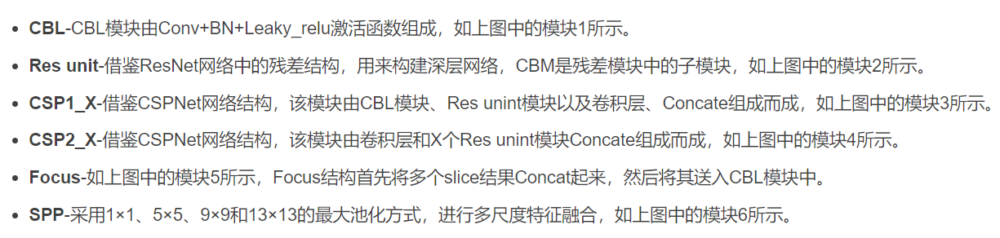 CBL-CBL模块由Conv+BN+Leaky_relu激活函数组成，如上图中的模块1所示。
Res unit-借鉴ResNet网络中的残差结构，用来构建深层网络，CBM是残差模块中的子模块，如上图中的模块2所示。
CSP1_X-借鉴CSPNet网络结构，该模块由CBL模块、Res unint模块以及卷积层、Concate组成而成，如上图中的模块3所示。
CSP2_X-借鉴CSPNet网络结构，该模块由卷积层和X个Res unint模块Concate组成而成，如上图中的模块4所示。
Focus-如上图中的模块5所示，Focus结构首先将多个slice结果Concat起来，然后将其送入CBL模块中。
SPP-采用1×1、5×5、9×9和13×13的最大池化方式，进行多尺度特征融合，如上图中的模块6所示。